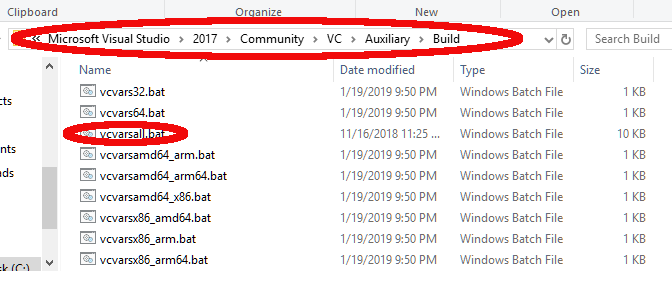 Clipboard Organize New Open
« Microsoft Visual Studio > 2017 > Community > VC > Auxiliary > Build Search Build
Name Date modified Type Size
vcvars32.bat 1/19/2019 9:50 PM Windows Batch File 1 KB
vcvars64.bat 1/19/2019 9:50 PM Windows Batch File 1 KB
vcvarsall.bat 11/16/2018 11:25 ... Windows Batch File 10 KB
vcvarsamd64_arm.bat 1/19/2019 9:50 PM Windows Batch File 1 KB
vcvarsamd64_arm64.bat 1/19/2019 9:50 PM Windows Batch File 1 KB
vcvarsamd64_x86.bat 1/19/2019 9:50 PM Windows Batch File 1 KB
vcvarsx86_amd64.bat 1/19/2019 9:50 PM Windows Batch File 1 KB
vcvarsx86_arm.bat 1/19/2019 9:50 PM Windows Batch File 1 KB
vcvarsx86_arm64.bat 1/19/2019 9:50 PM Windows Batch File 1 KB
(C:)